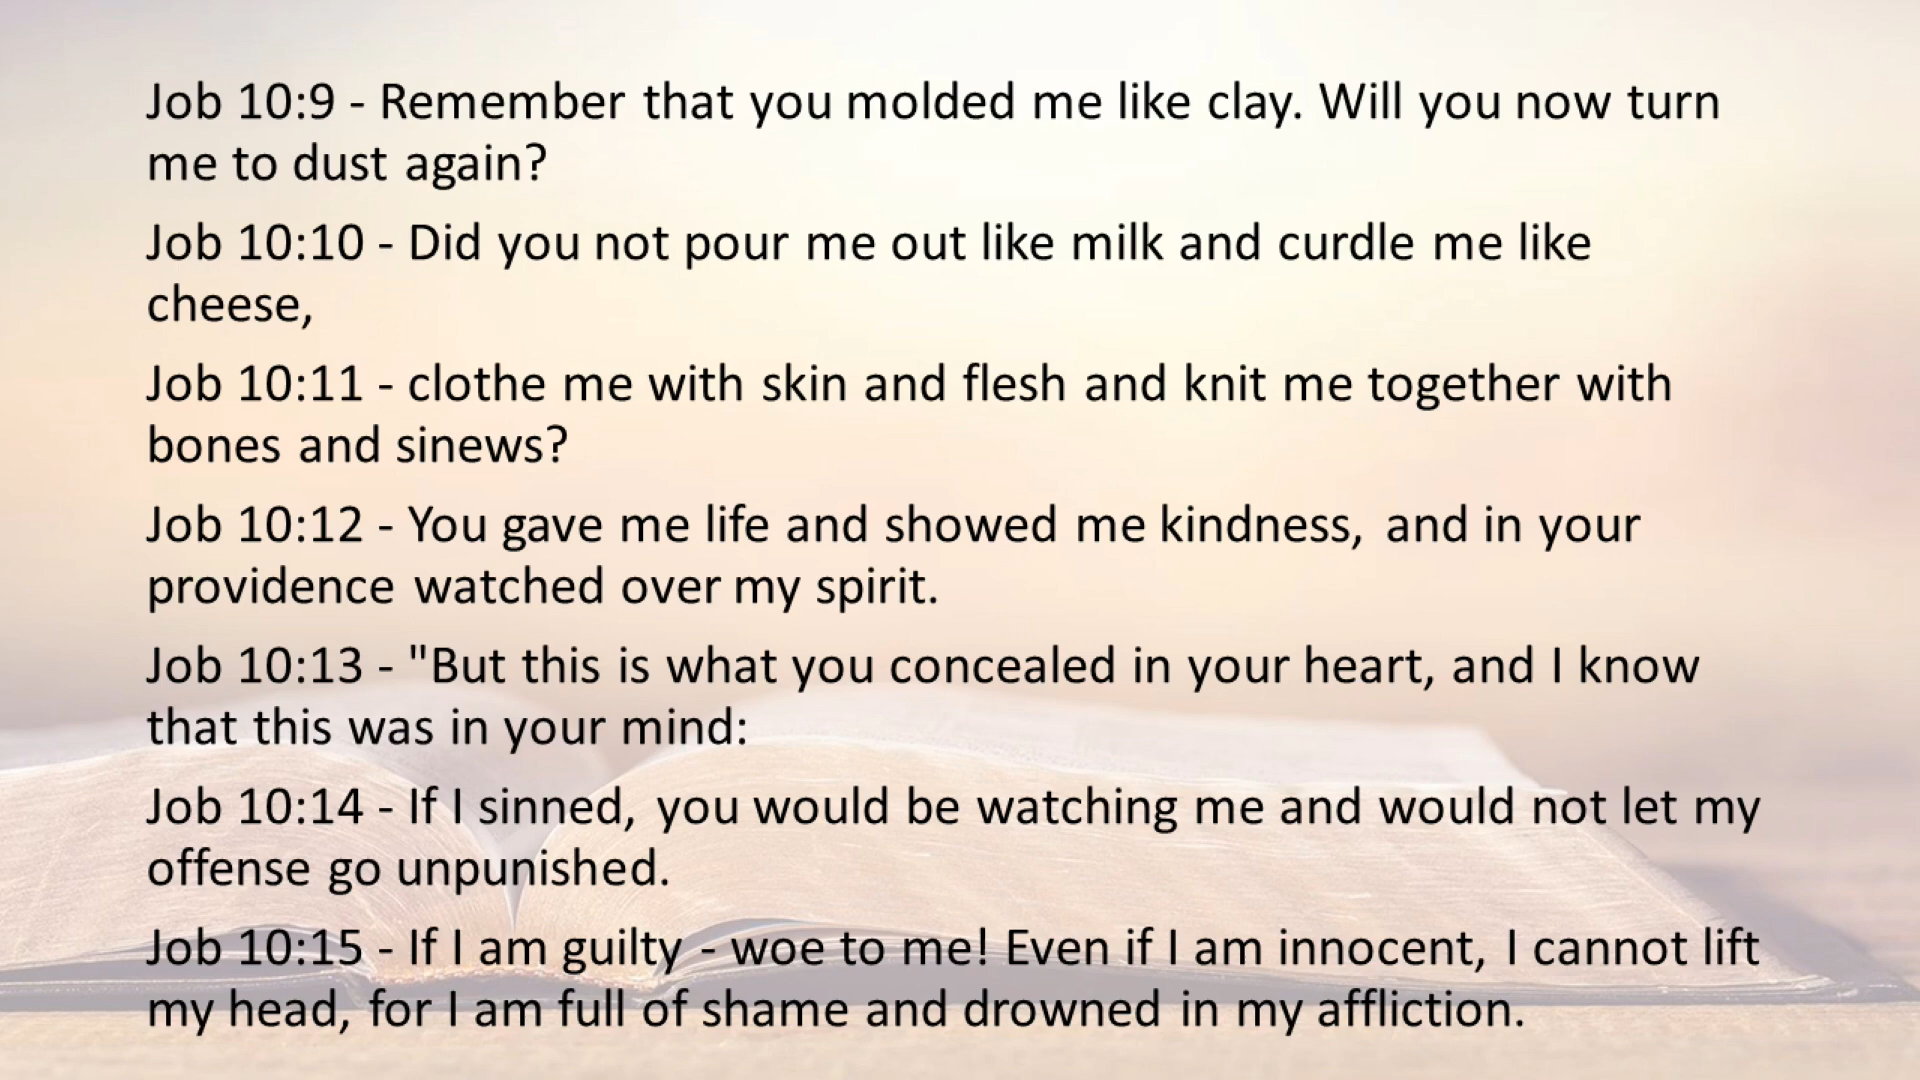 Job 10:9 - Remember that you molded me like clay. Will you now turn
me to dust again?
Job 10:10 - Did you not pour me out like milk and curdle me like
cheese,
Job 10:11 - clothe me with skin and flesh and knit me together with
bones and sinews?
Job 10:12 - You gave me life and showed me kindness, and in your
providence watched over my spirit.
Job 10:13 - "But this is what you concealed in your heart, and I know
that this was in your mind:
Job 10:14 - If I sinned, you would be watching me and would not let my
offense go unpunished.
Job 10:15 - If I am guilty - woe to me! Even if I am innocent, I cannot lift
my head, for I am full of shame and drowned in my affliction.